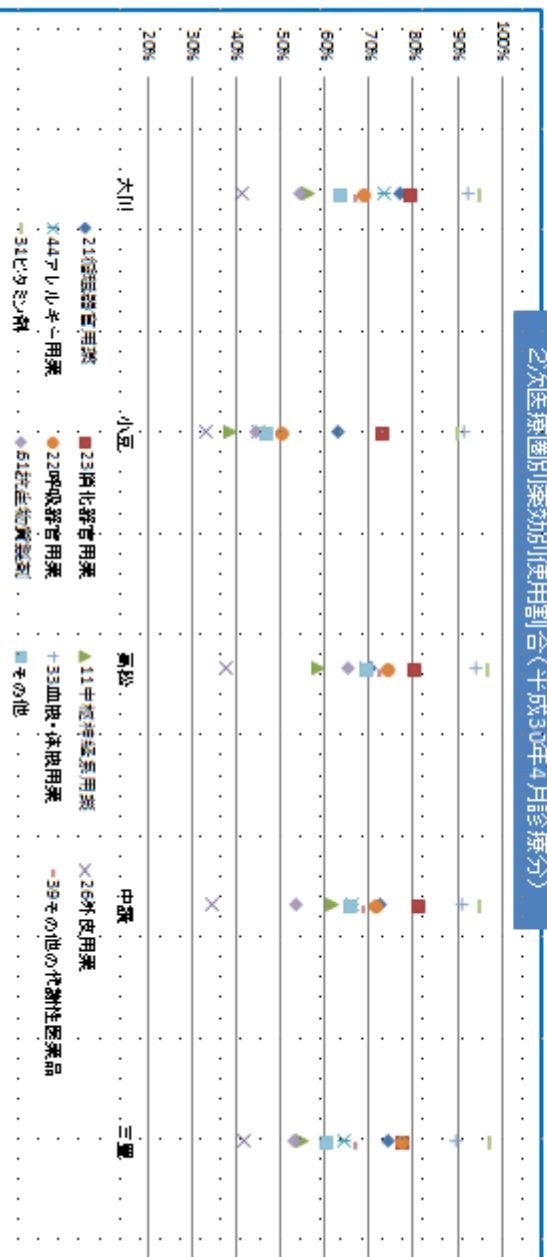 2次医療圏別薬効別使用割合(平成30年4月診療分)
100%
90%
80%
70%
60%
50%
40%
30%
20%
大川
小豆
高松
中讃
三豊
21循環器官用薬
23消化器官用薬
11中枢神経系用薬
26外皮用薬
44アレルギー用薬
22呼吸器官用薬
33血液・体液用薬
39その他の代謝性医薬品
31ビタミン剤
61抗生物質製剤
その他